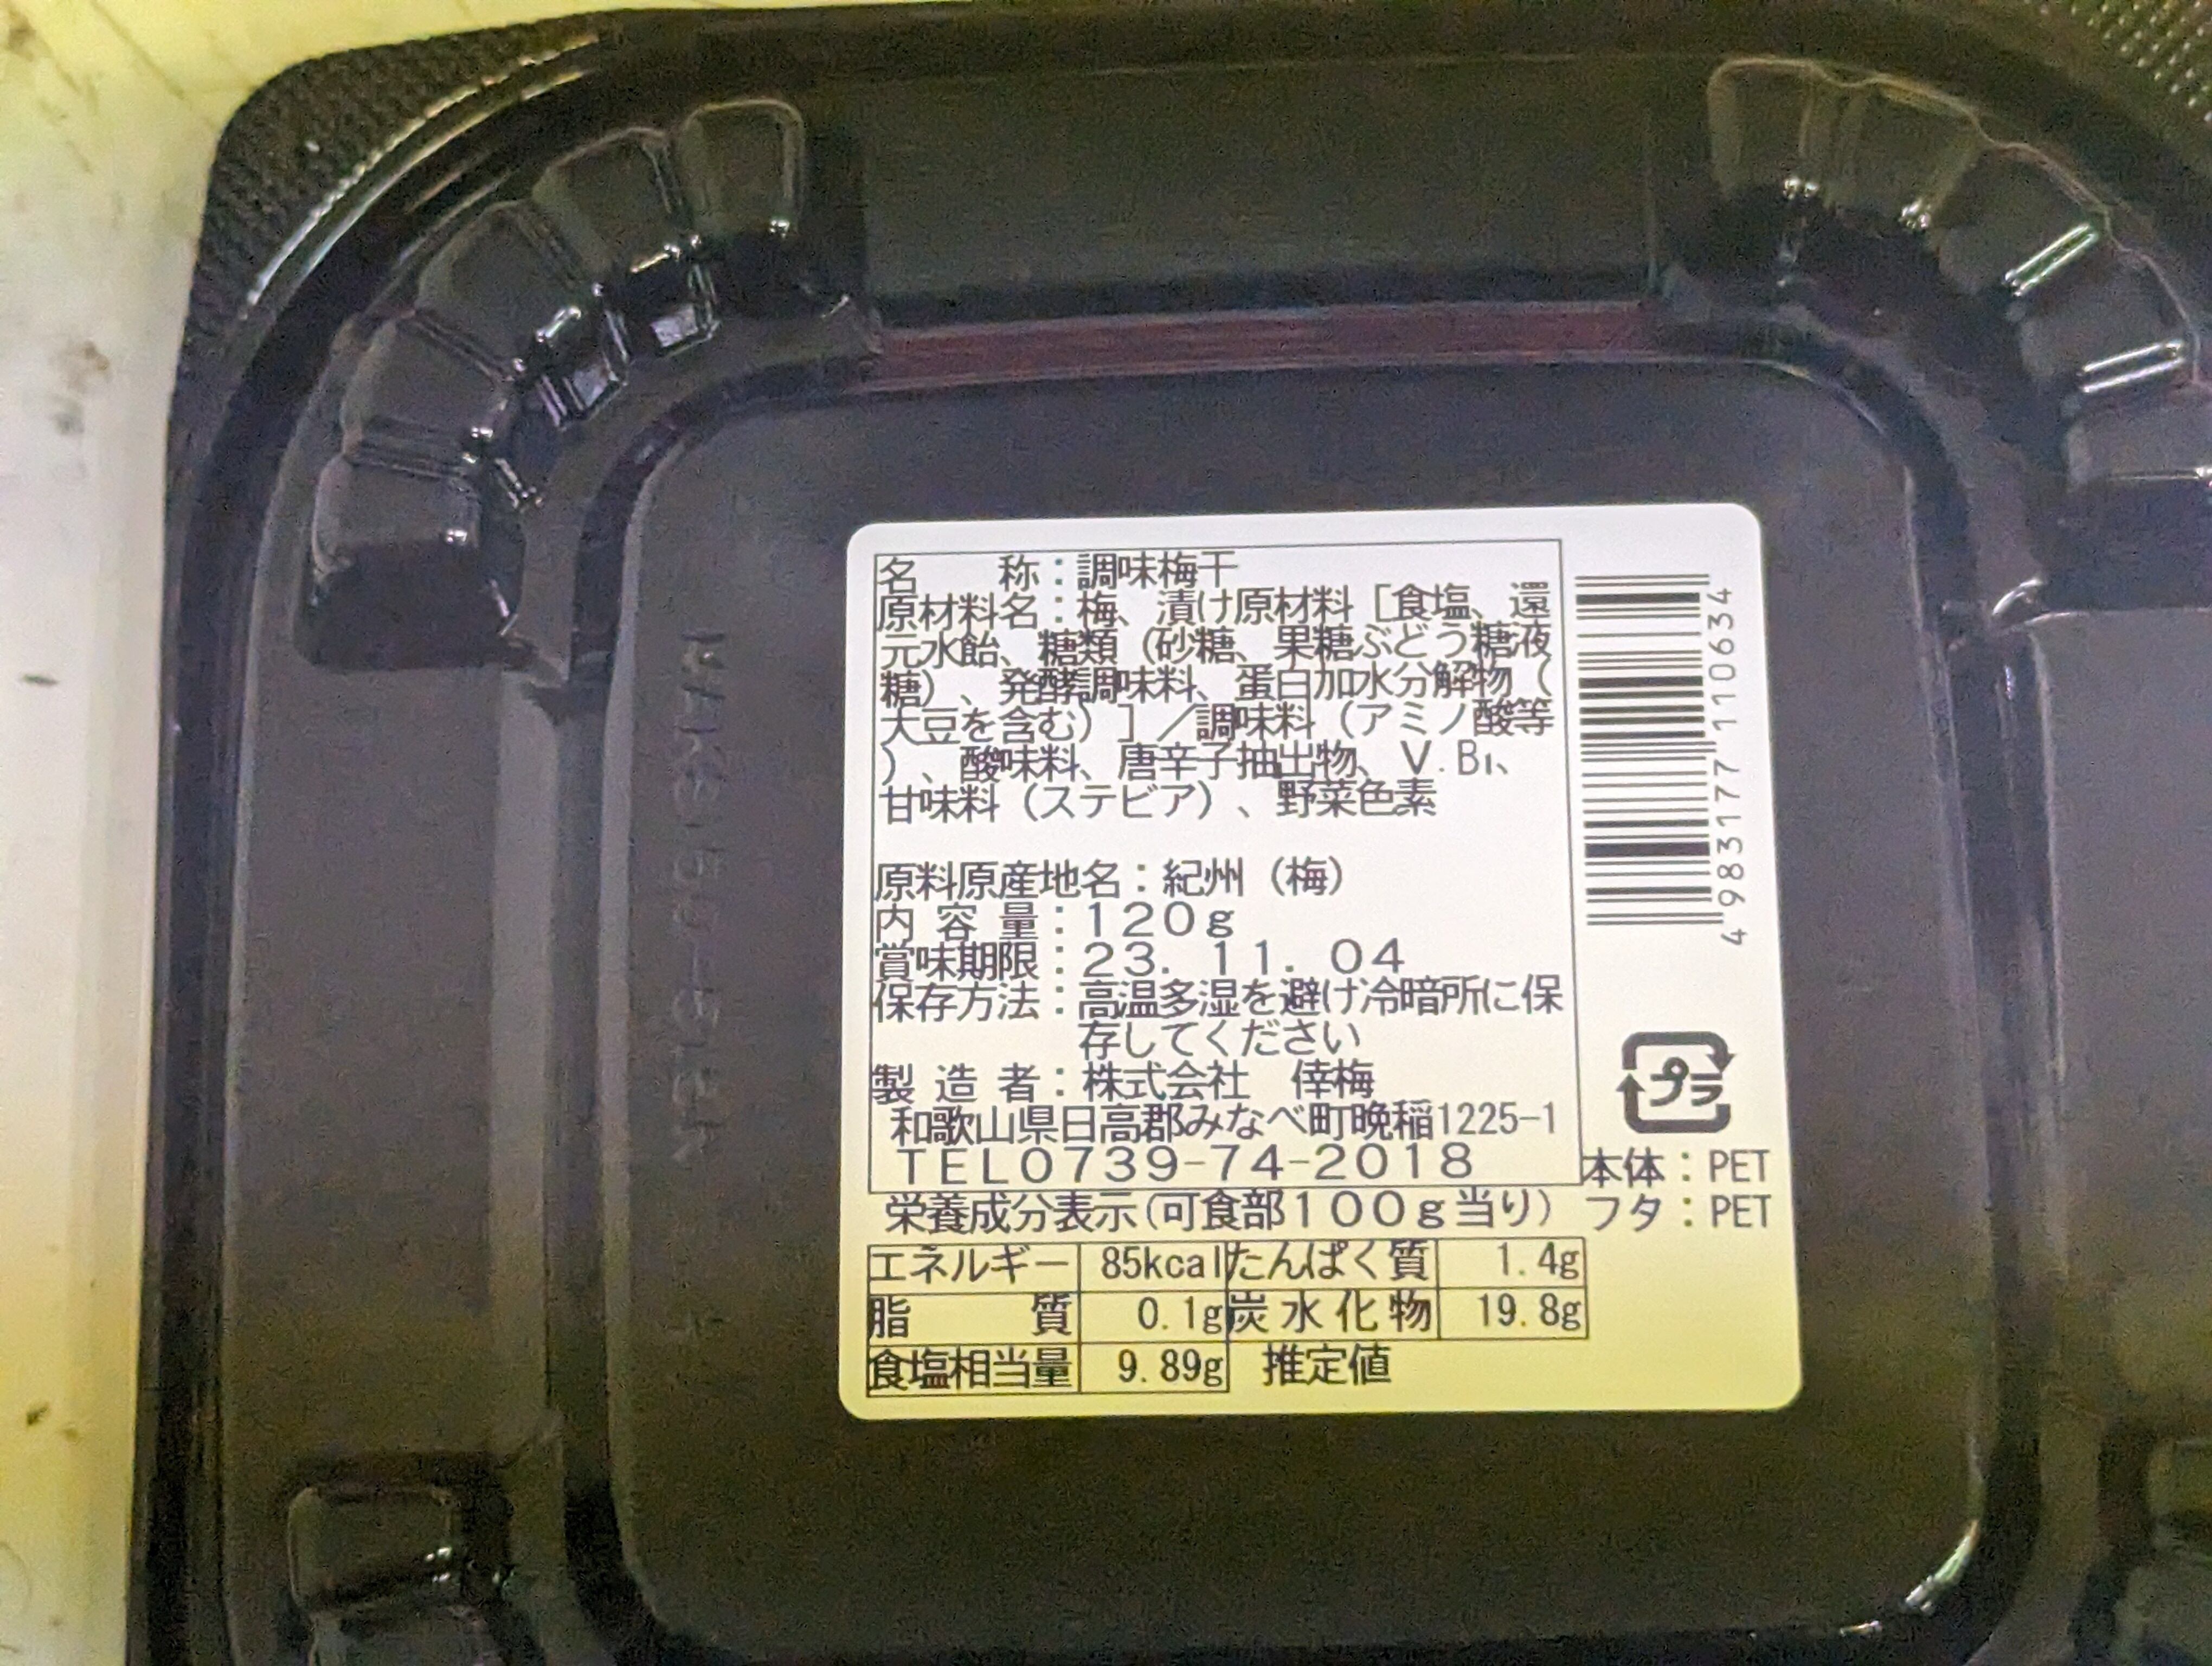 名　　称：調味梅干
原材料名：梅、漬け原材料［食塩、還
元水飴、糖類（砂糖、果糖ぶどう糖液
糖）、発酵調味料、蛋白加水分解物（
大豆を含む）］／調味料（アミノ酸等
）、酸味料、唐辛子抽出物、V.B₁、
甘味料（ステビア）、野菜色素
原料原産地名：紀州（梅）
内 容 量：120g
賞味期限：23. 11. 04
保存方法：高温多湿を避け冷暗所に保
存してください
製 造 者：株式会社　倖梅
和歌山県日高郡みなべ町晩稲1225-1
TEL0739-74-2018
栄養成分表示(可食部100g当り)
エネルギー 85kcal たんぱく質 1.4g
脂　　質 0.1g 炭水化物 19.8g
食塩相当量 9.89g 推定値
4 983177 110634
プラ
本体：PET
フタ：PET